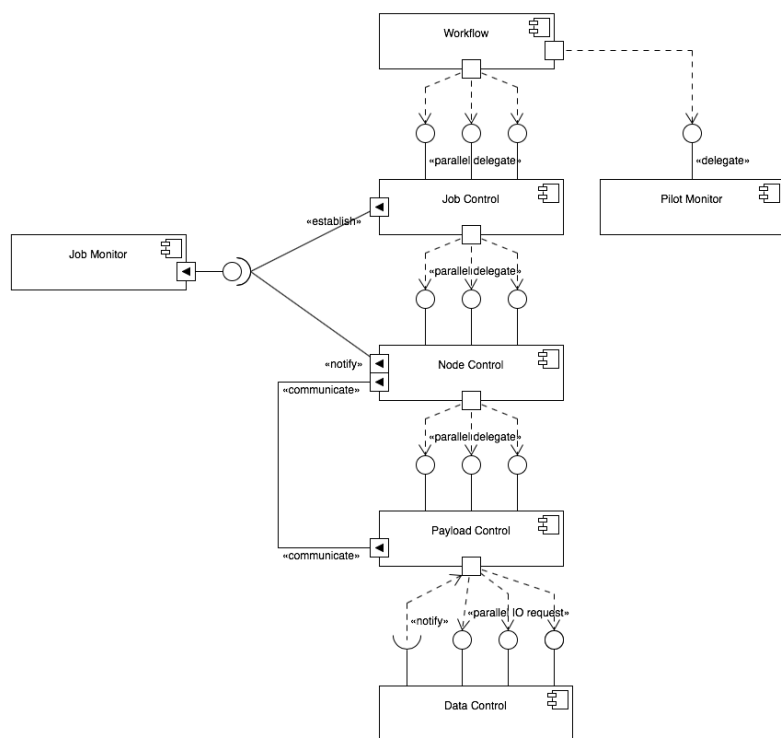 Workflow
«parallel delegate»
«delegate»
Job Control
Pilot Monitor
«establish»
Job Monitor
«parallel delegate»
Node Control
«notify»
«communicate»
«parallel delegate»
Payload Control
«communicate»
«notify»
«parallel IO request»
Data Control